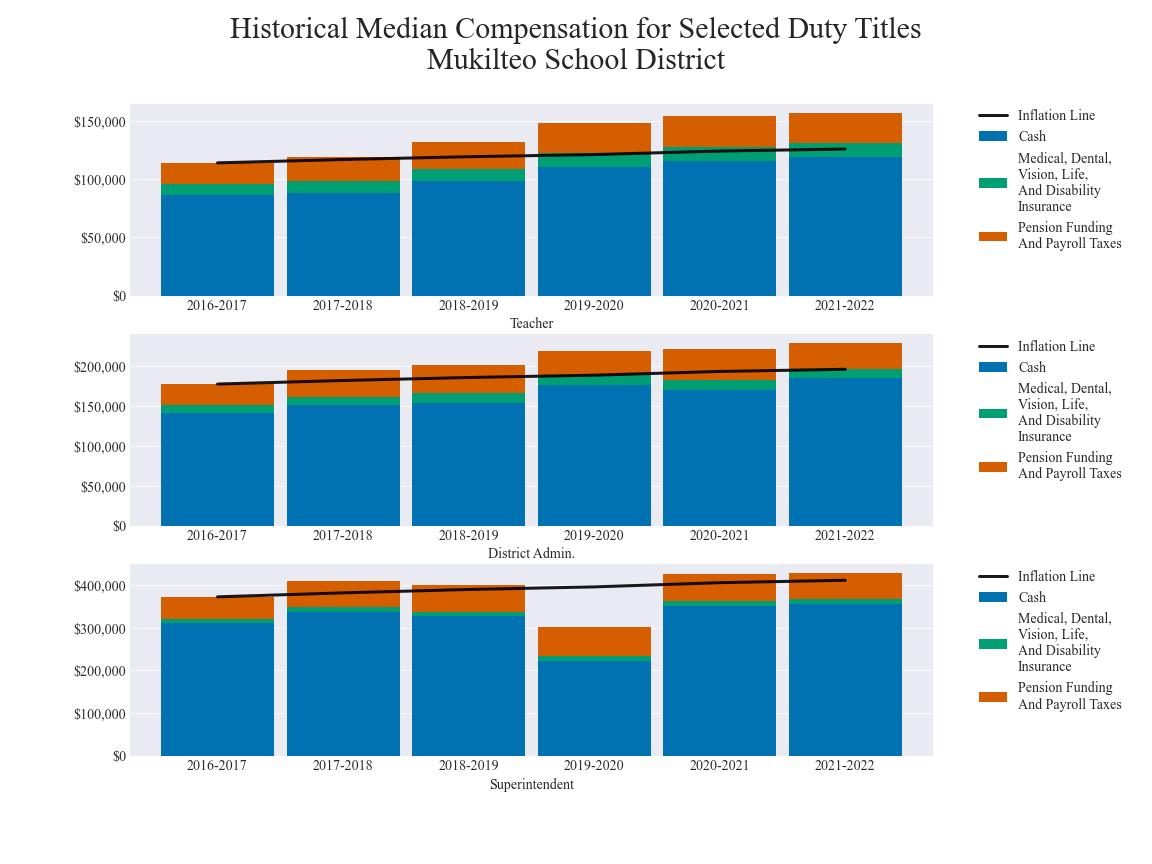 Historical Median Compensation for Selected Duty Titles
Mukilteo School District
$150,000
$100,000
$50,000
$0
2016-2017 2017-2018 2018-2019 2019-2020 2020-2021 2021-2022
Teacher
Inflation Line
Cash
Medical, Dental,
Vision, Life,
And Disability
Insurance
Pension Funding
And Payroll Taxes
$200,000
$150,000
$100,000
$50,000
$0
2016-2017 2017-2018 2018-2019 2019-2020 2020-2021 2021-2022
District Admin.
Inflation Line
Cash
Medical, Dental,
Vision, Life,
And Disability
Insurance
Pension Funding
And Payroll Taxes
$400,000
$300,000
$200,000
$100,000
$0
2016-2017 2017-2018 2018-2019 2019-2020 2020-2021 2021-2022
Superintendent
Inflation Line
Cash
Medical, Dental,
Vision, Life,
And Disability
Insurance
Pension Funding
And Payroll Taxes